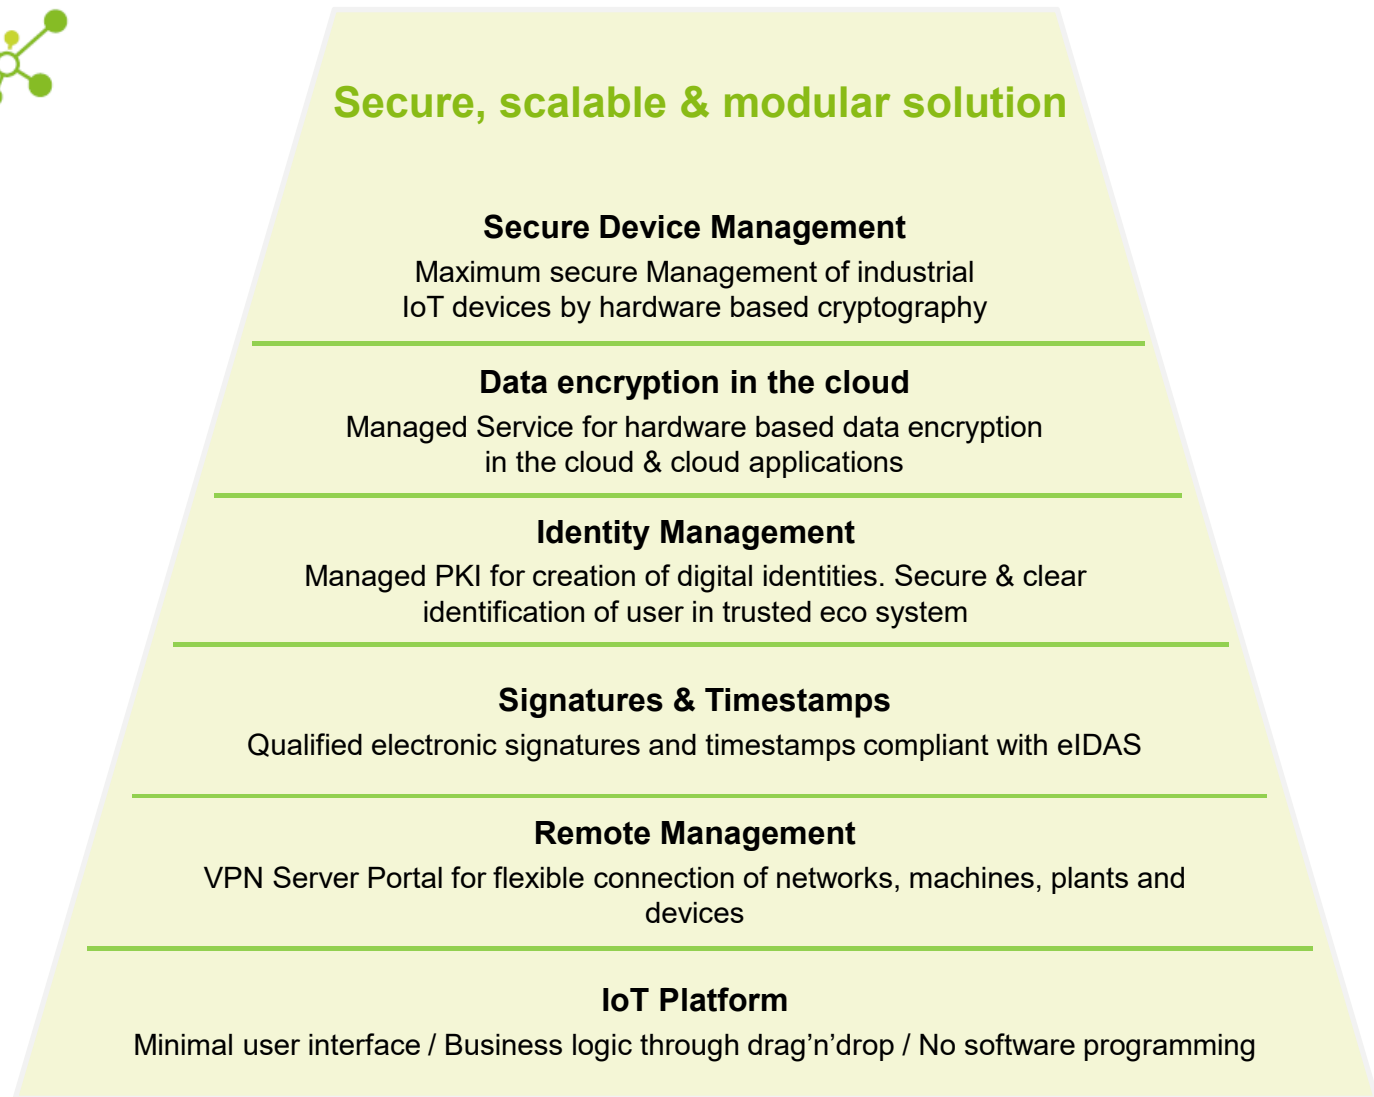 Secure, scalable & modular solution
Secure Device Management
Maximum secure Management of industrial
IoT devices by hardware based cryptography
Data encryption in the cloud
Managed Service for hardware based data encryption
in the cloud & cloud applications
Identity Management
Managed PKI for creation of digital identities. Secure & clear
identification of user in trusted eco system
Signatures & Timestamps
Qualified electronic signatures and timestamps compliant with eIDAS
Remote Management
VPN Server Portal for flexible connection of networks, machines, plants and
devices
IoT Platform
Minimal user interface / Business logic through drag’n’drop / No software programming